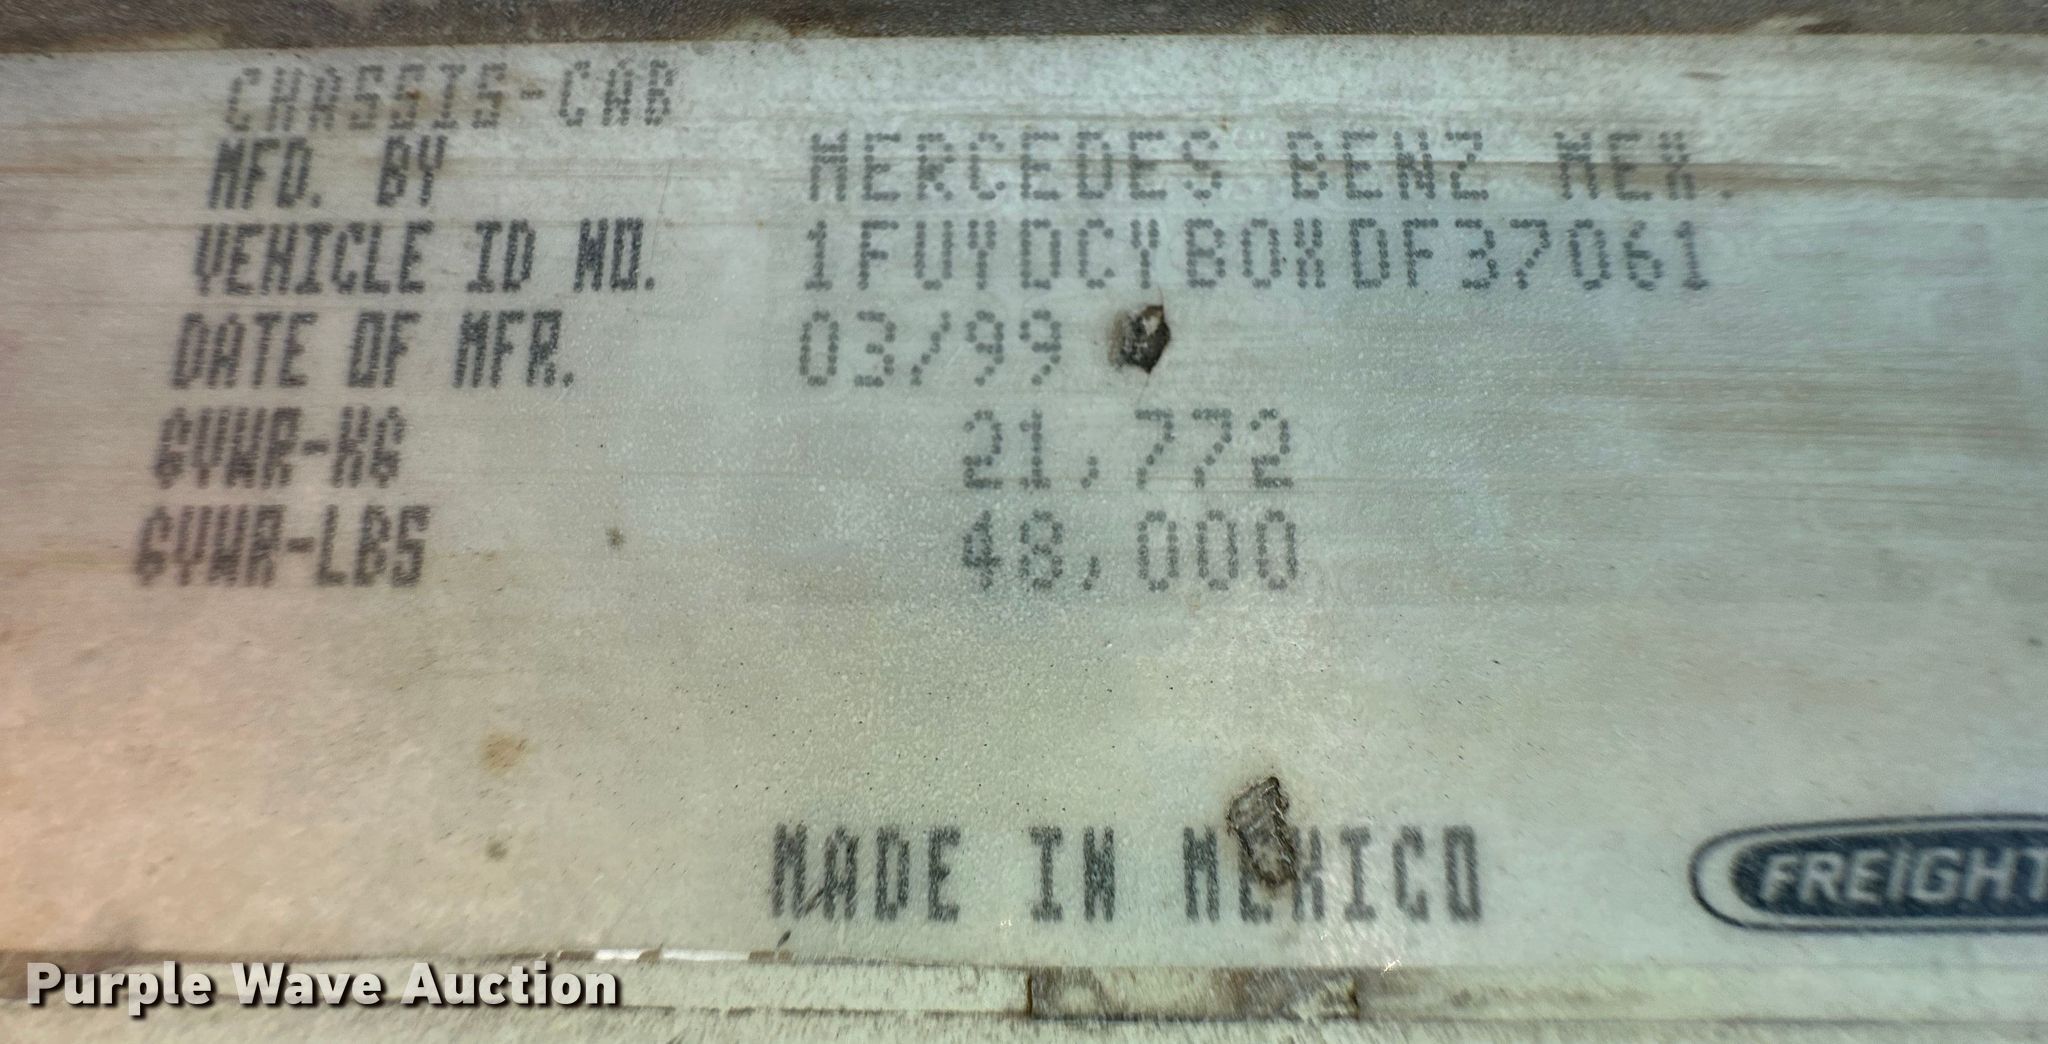 CHASSIS-CAB
MFD. BY MERCEDES BENZ MEX.
VEHICLE ID NO. 1FUYDCYB0XDF37061
DATE OF MFR. 03/99
GVWR-KG 21,772
GVWR-LBS 48,000
MADE IN MEXICO
FREIGHT
Purple Wave Auction